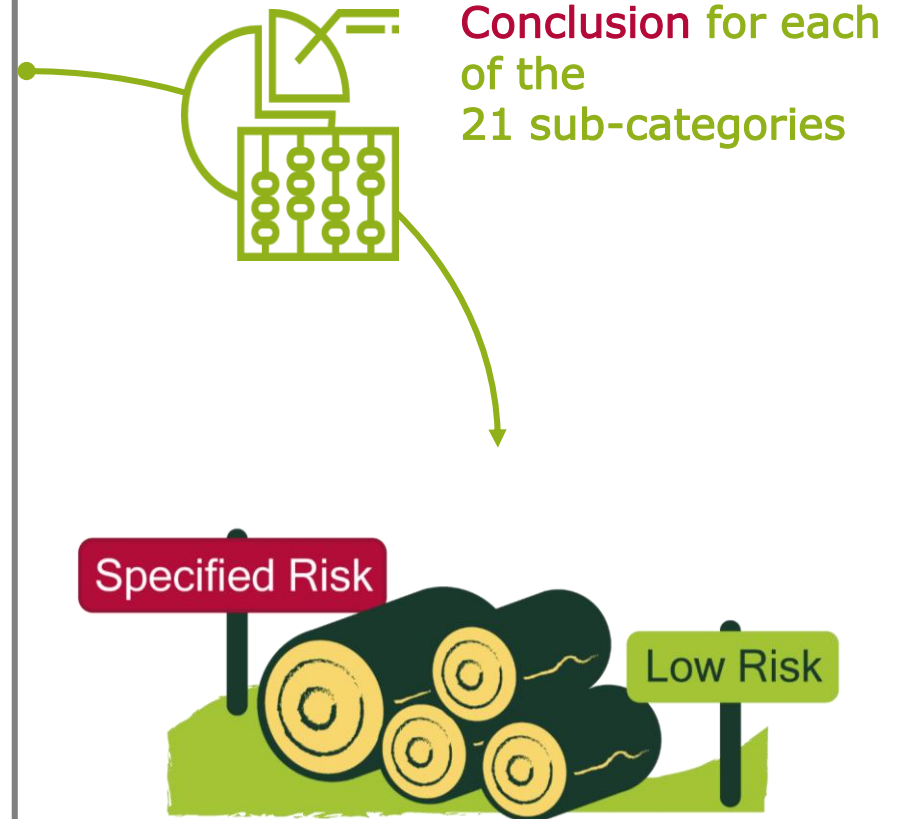 Conclusion for each
of the
21 sub-categories
Specified Risk
Low Risk